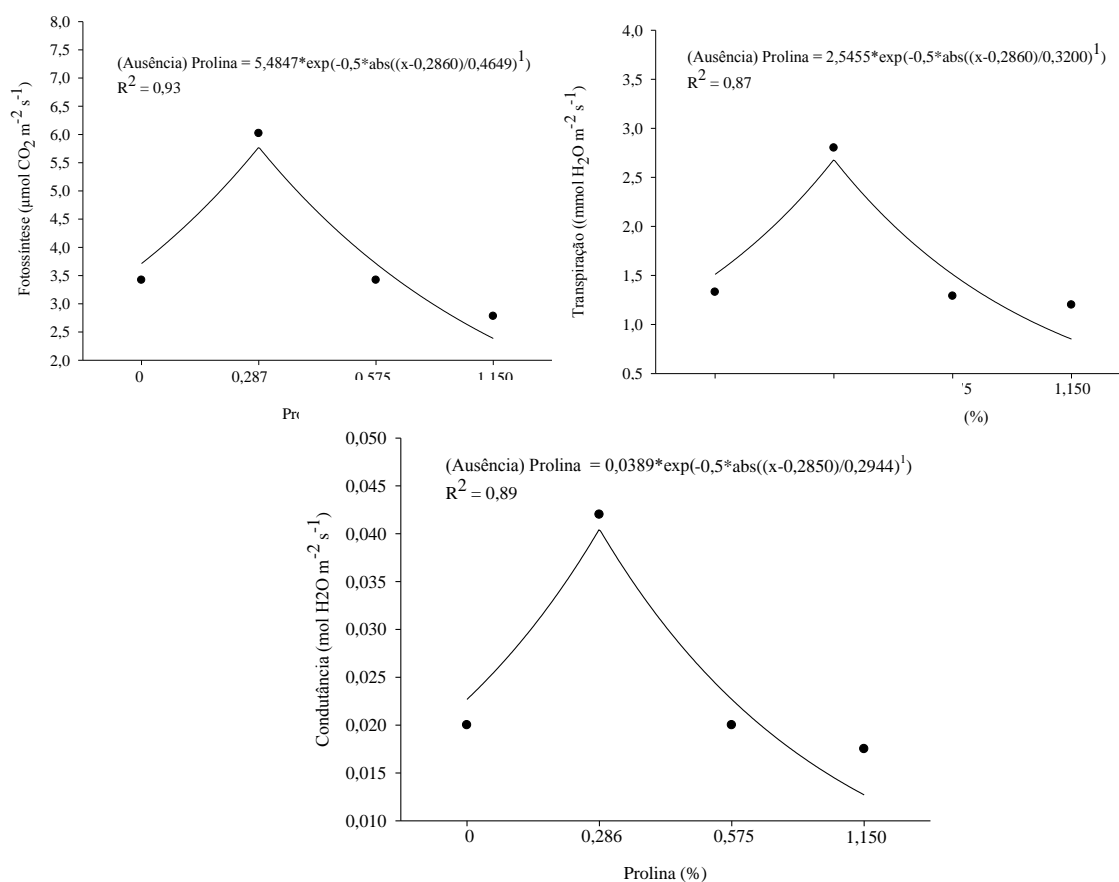 (Ausência) Prolina = 5,4847*exp(-0,5*abs((x-0,2860)/0,4649)¹)
R² = 0,93
Fotossíntese (µmol CO₂ m⁻² s⁻¹)
8,0
7,5
7,0
6,5
6,0
5,5
5,0
4,5
4,0
3,5
3,0
2,5
2,0
0 0,287 0,575 1,150
(Ausência) Prolina = 2,5455*exp(-0,5*abs((x-0,2860)/0,3200)¹)
R² = 0,87
Transpiração ((mmol H₂O m⁻² s⁻¹)
4,0
3,5
3,0
2,5
2,0
1,5
1,0
0.5
1,150
(%)
(Ausência) Prolina = 0,0389*exp(-0,5*abs((x-0,2850)/0,2944)¹)
R² = 0,89
Condutância (mol H2O m⁻² s⁻¹)
0,050
0,045
0,040
0,035
0,030
0,025
0,020
0,015
0,010
0 0,286 0,575 1,150
Prolina (%)